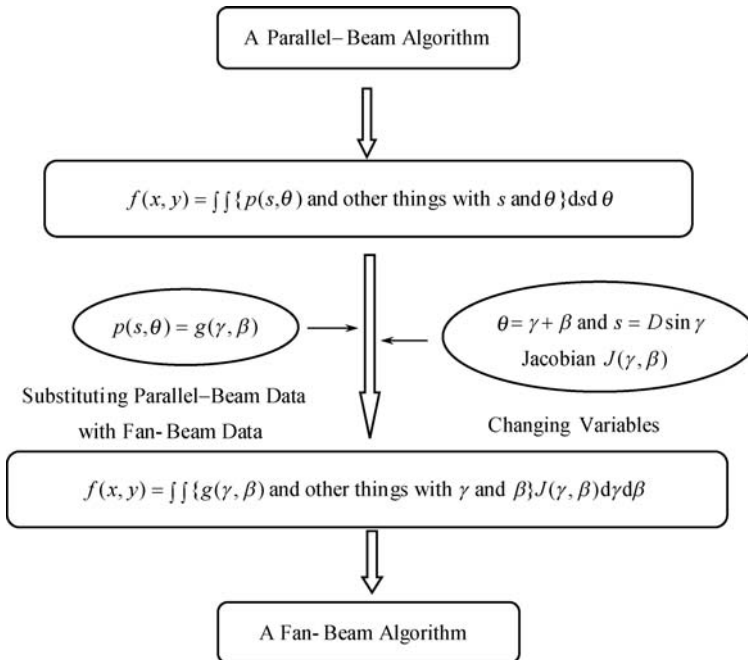 A Parallel–Beam Algorithm
f(x, y) = ∫∫{p(s,θ) and other things with s and θ}dsd θ
p(s,θ) = g(γ, β)
θ = γ + β and s = D sin γ
Jacobian J(γ, β)
Substituting Parallel–Beam Data
with Fan- Beam Data
Changing Variables
f(x, y) = ∫∫{g(γ, β) and other things with γ and β}J(γ, β)dγdβ
A Fan- Beam Algorithm